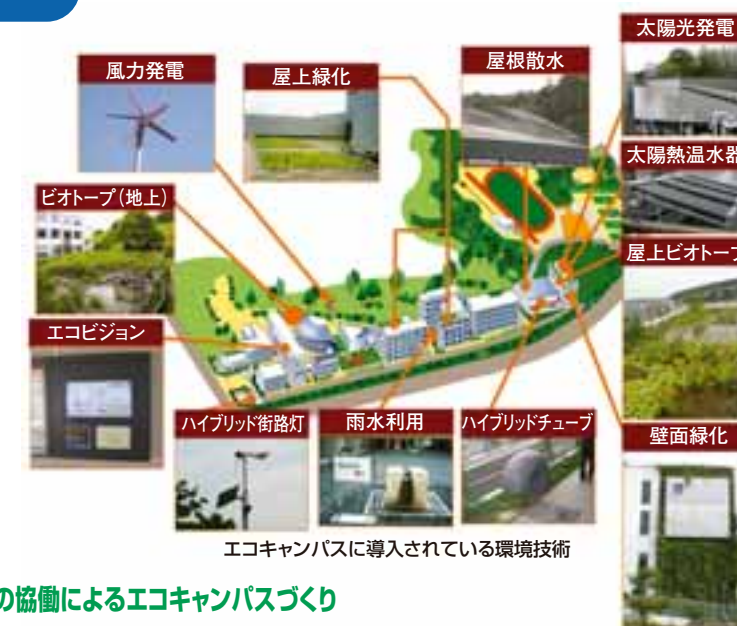 太陽光発電
風力発電
屋上緑化
屋根散水
太陽熱温水器
ビオトープ(地上)
屋上ビオトープ
エコビジョン
ハイブリッド街路灯
雨水利用
ハイブリッドチューブ
壁面緑化
エコキャンパスに導入されている環境技術
の協働によるエコキャンパスづくり